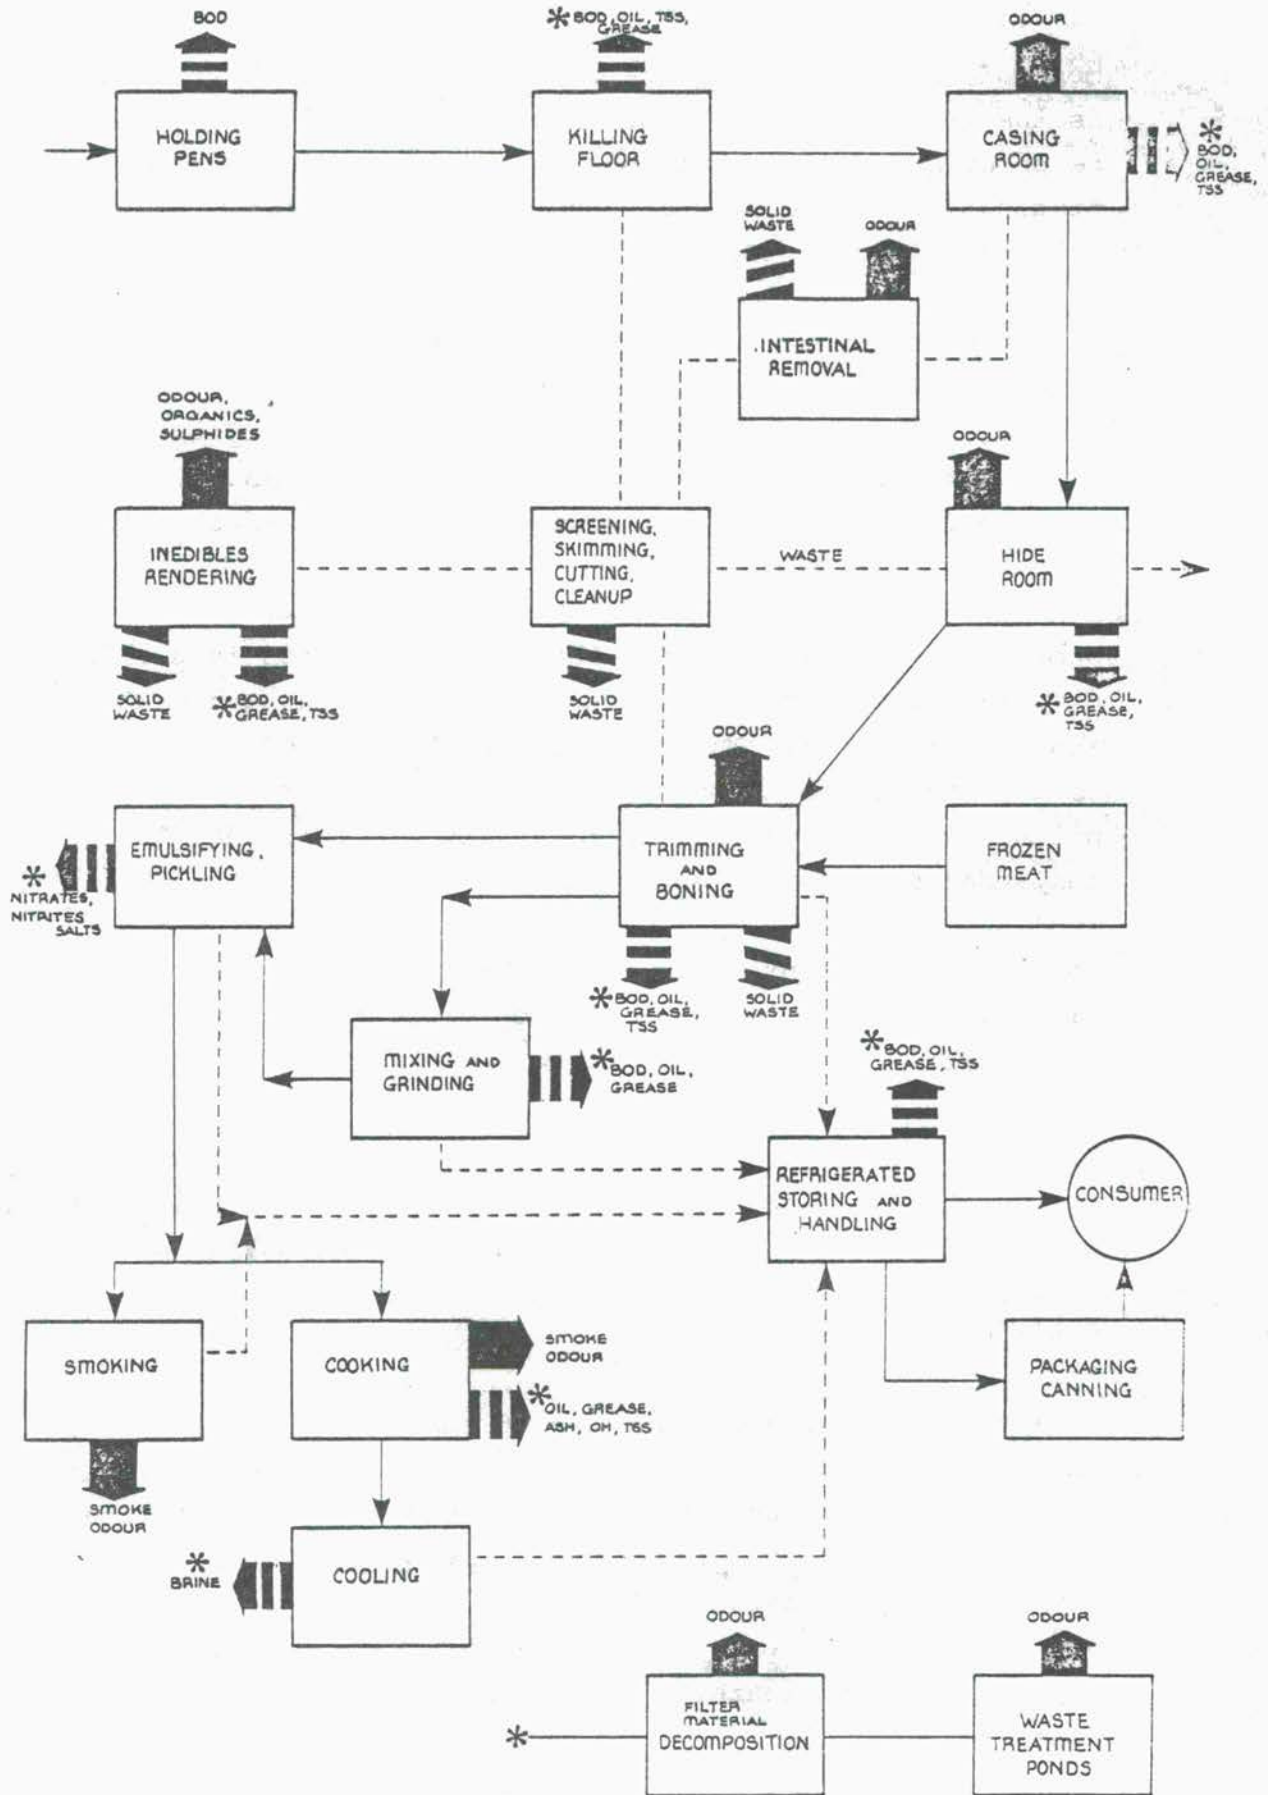 BOD
* BOD, OIL, TSS,
GREASE
ODOUR
HOLDING
PENS
KILLING
FLOOR
CASING
ROOM
*
BOD,
OIL,
GREASE,
TSS
SOLID
WASTE
ODOUR
INTESTINAL
REMOVAL
ODOUR,
ORGANICS,
SULPHIDES
ODOUR
INEDIBLES
RENDERING
SCREENING,
SKIMMING,
CUTTING,
CLEANUP
WASTE
HIDE
ROOM
SOLID
WASTE
* BOD, OIL,
GREASE, TSS
SOLID
WASTE
* BOD, OIL,
GREASE,
TSS
ODOUR
EMULSIFYING,
PICKLING
TRIMMING
AND
BONING
FROZEN
MEAT
*
NITRATES,
NITRITES
SALTS
* BOD, OIL,
GREASE,
TSS
SOLID
WASTE
MIXING AND
GRINDING
* BOD, OIL,
GREASE
* BOD, OIL,
GREASE, TSS
REFRIGERATED
STORING AND
HANDLING
CONSUMER
SMOKING
COOKING
SMOKE
ODOUR
* OIL, GREASE,
ASH, OH, TSS
PACKAGING
CANNING
SMOKE
ODOUR
*
BRINE
COOLING
ODOUR
ODOUR
*
FILTER
MATERIAL
DECOMPOSITION
WASTE
TREATMENT
PONDS